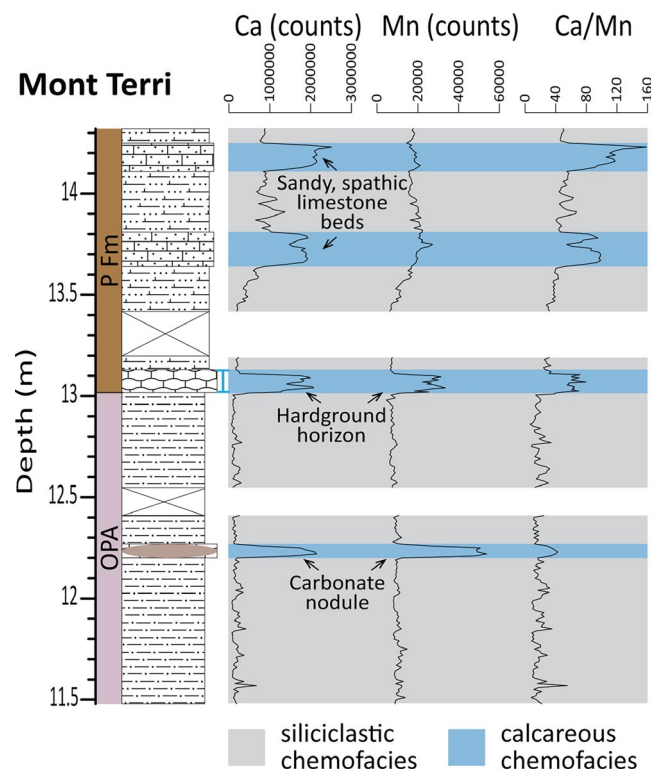 Mont Terri
Ca (counts)
Mn (counts)
Ca/Mn
0
1000000
2000000
3000000
0
20000
40000
60000
0
40
80
120
160
Depth (m)
14
13.5
13
12.5
12
11.5
P Fm
OPA
Sandy, spathic
limestone
beds
Hardground
horizon
Carbonate
nodule
siliciclastic
chemofacies
calcareous
chemofacies